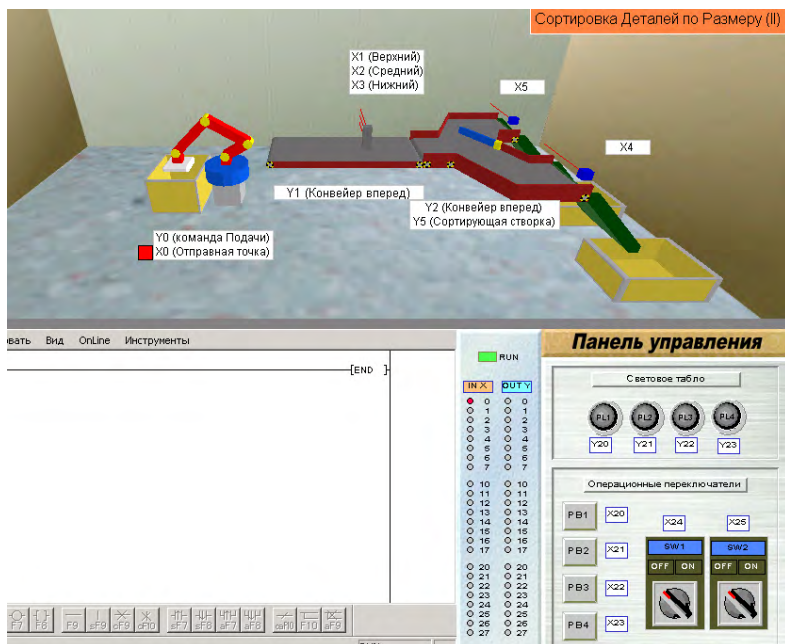 Сортировка Деталей по Размеру (II)
X1 (Верхний)
X2 (Средний)
X3 (Нижний)
X5
X4
Y1 (Конвейер вперед)
Y2 (Конвейер вперед)
Y5 (Сортирующая створка)
Y0 (команда Подачи)
X0 (Отправная точка)
овать Вид OnLine Инструменты
[END ]
RUN
IN X OUT Y
0 0
1 1
2 2
3 3
4 4
5 5
6 6
7 7
10 10
11 11
12 12
13 13
14 14
15 15
16 16
17 17
20 20
21 21
22 22
23 23
24 24
25 25
26 26
27 27
Панель управления
Световое табло
PL1 PL2 PL3 PL4
Y20 Y21 Y22 Y23
Операционные переключатели
PB1 X20
X24 X25
PB2 X21
SW1 SW2
OFF ON OFF ON
PB3 X22
PB4 X23
F7 F8 F9 sF9 cF9 cF10 sF7 sF8 aF7 aF8 caF10 F10 aF9